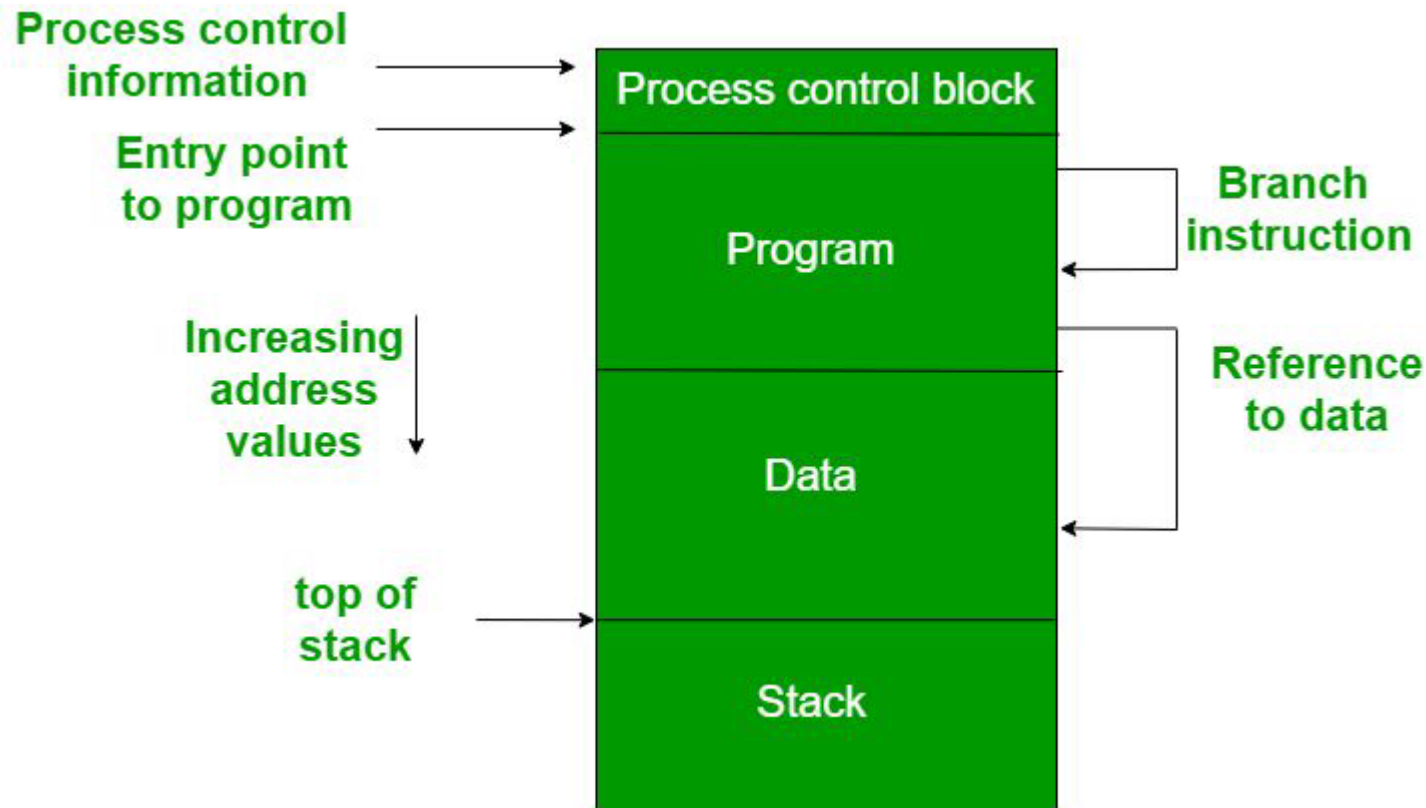 Process control
information
Process control block
Entry point
to program
Branch
instruction
Program
Increasing
address
values
Reference
to data
Data
top of
stack
Stack